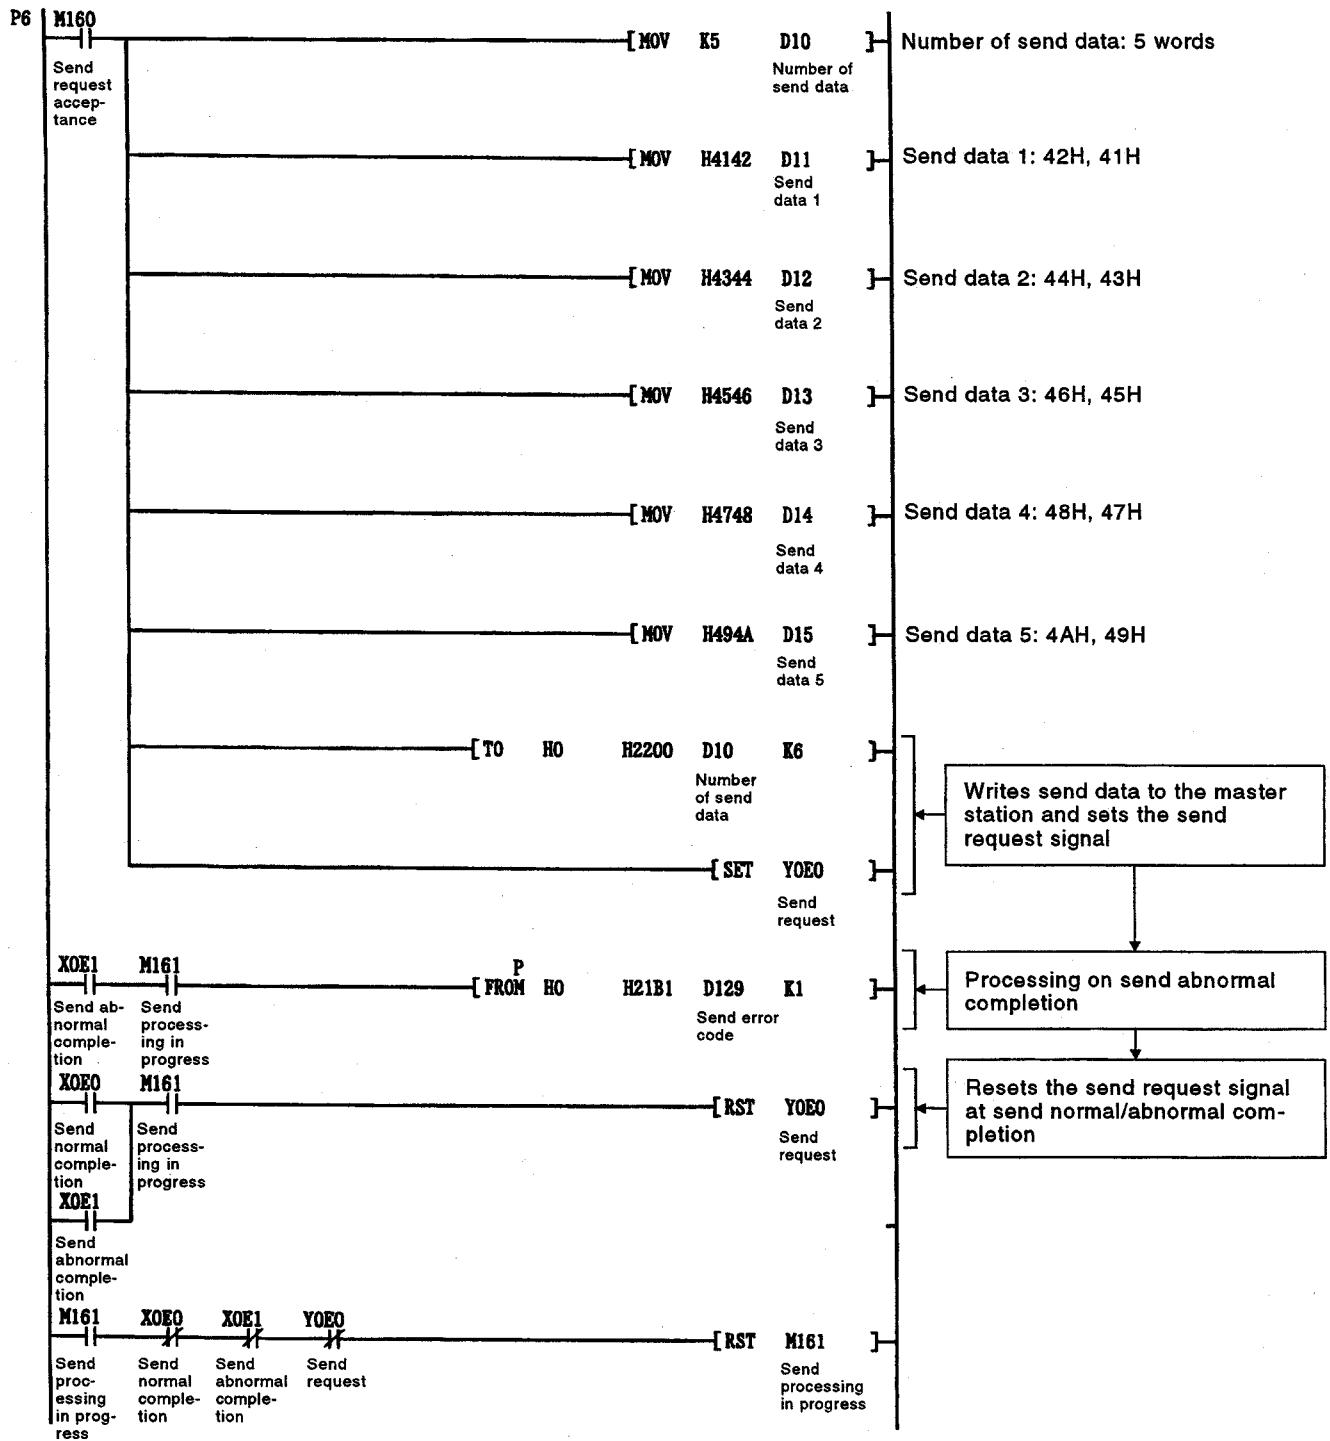 P6 M160
[ MOV K5 D10 ] Number of send data: 5 words
Send
request
accep-
tance
Number of
send data
[ MOV H4142 D11 ] Send data 1: 42H, 41H
Send
data 1
[ MOV H4344 D12 ] Send data 2: 44H, 43H
Send
data 2
[ MOV H4546 D13 ] Send data 3: 46H, 45H
Send
data 3
[ MOV H4748 D14 ] Send data 4: 48H, 47H
Send
data 4
[ MOV H494A D15 ] Send data 5: 4AH, 49H
Send
data 5
[ TO H0 H2200 D10 K6 ]
Number
of send
data
Writes send data to the master
station and sets the send
request signal
[ SET Y0E0 ]
Send
request
X0E1 M161
P
[ FROM H0 H21B1 D129 K1 ]
Send ab-
normal
comple-
tion
Send
process-
ing in
progress
Send error
code
Processing on send abnormal
completion
X0E0 M161
[ RST Y0E0 ]
Send
normal
comple-
tion
Send
process-
ing in
progress
Send
request
Resets the send request signal
at send normal/abnormal com-
pletion
X0E1
Send
abnormal
comple-
tion
M161 X0E0 X0E1 Y0E0
[ RST M161 ]
Send
proc-
essing
in prog-
ress
Send
normal
comple-
tion
Send
abnormal
comple-
tion
Send
request
Send
processing
in progress